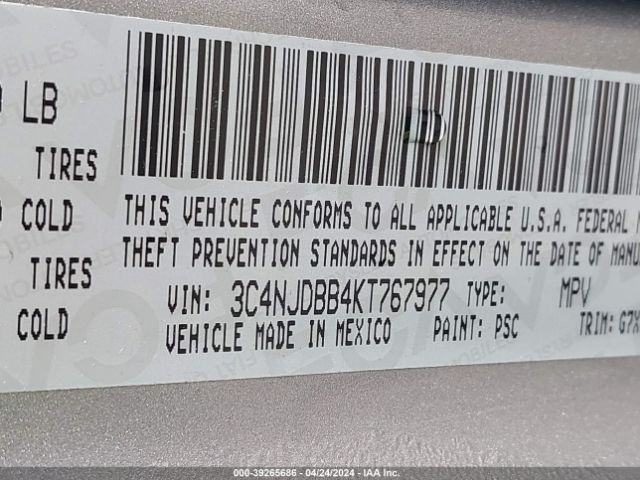 LB
TIRES
COLD
TIRES
COLD
THIS VEHICLE CONFORMS TO ALL APPLICABLE U.S.A. FEDERAL
THEFT PREVENTION STANDARDS IN EFFECT ON THE DATE OF MANU
VIN: 3C4NJDBB4KT767977 TYPE: MPV
VEHICLE MADE IN MEXICO PAINT: PSC TRIM: G7X
000-39265686 - 04/24/2024 - IAA Inc.